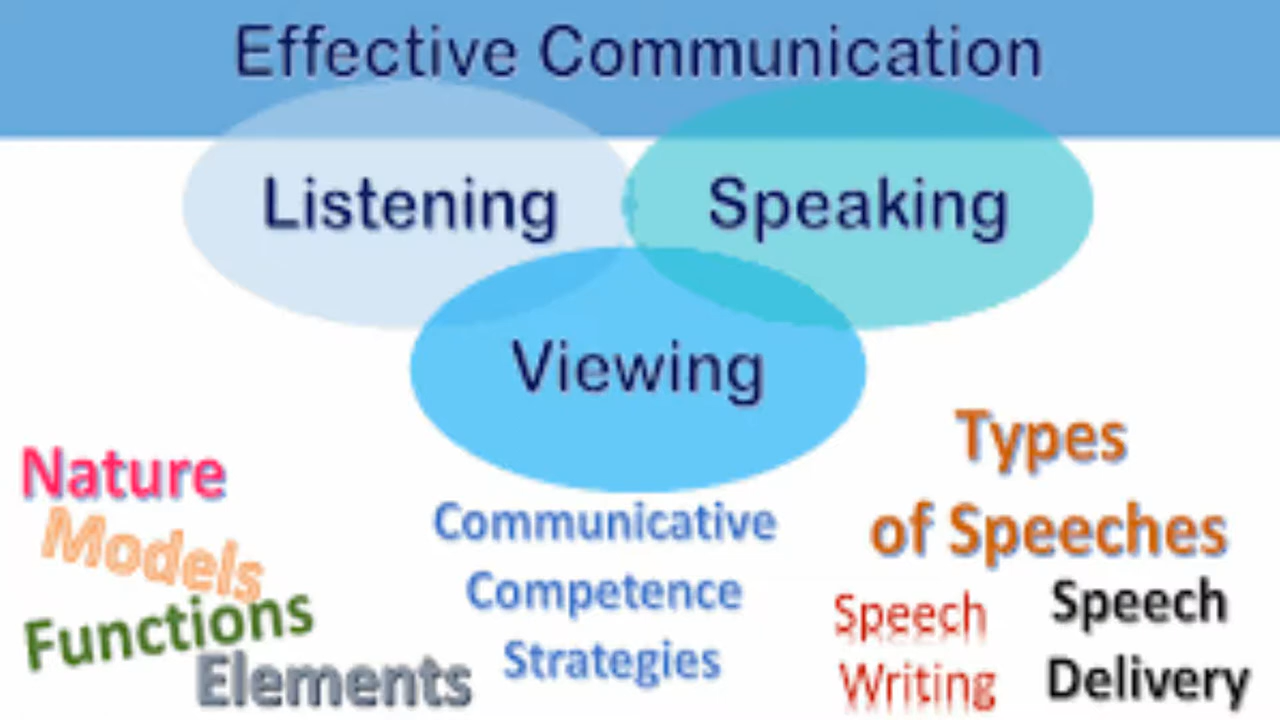 Effective Communication
Listening
Speaking
Viewing
Nature
Models
Functions
Elements
Communicative
Competence
Strategies
Types
of Speeches
Speech
Writing
Speech
Delivery